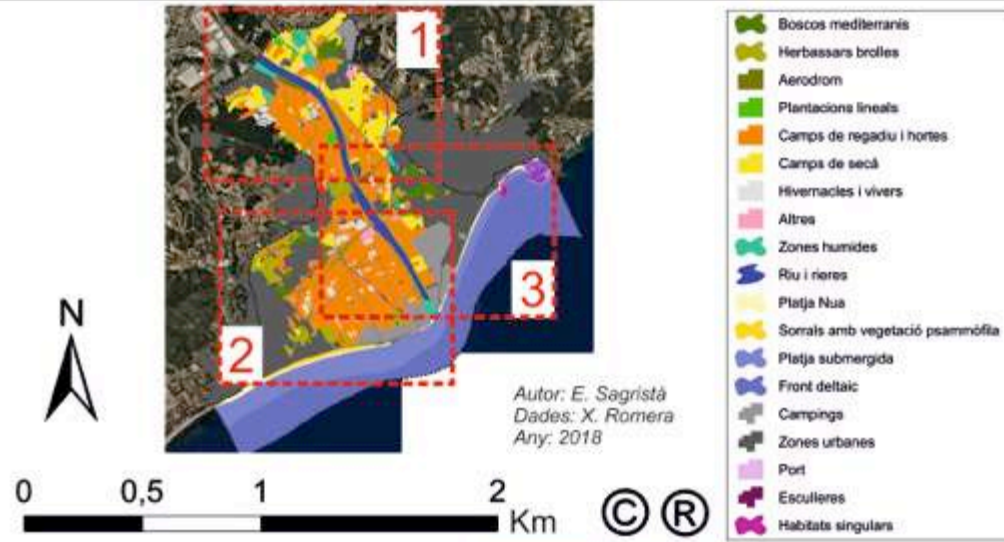 1
2
3
N
Autor: E. Sagristà
Dades: X. Romera
Any: 2018
0 0,5 1 2 Km
© ®
Boscos mediterranis
Herbassars brolles
Aerodrom
Plantacions lineals
Camps de regadiu i hortes
Camps de secà
Hivernacles i vivers
Altres
Zones humides
Riu i rieres
Platja Nua
Sorrals amb vegetació psammòfila
Platja submergida
Front deltaic
Campings
Zones urbanes
Port
Esculleres
Habitats singulars